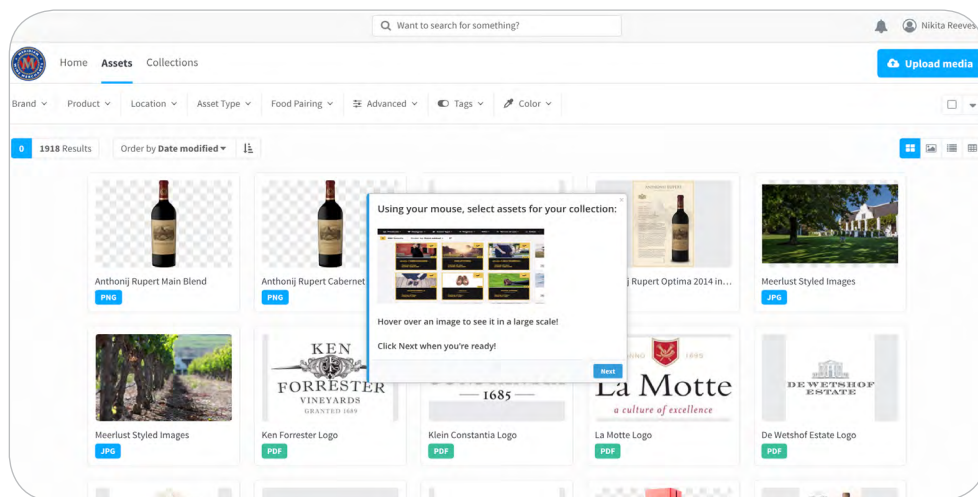 Want to search for something?
Nikita Reeves
Home Assets Collections
Upload media
Brand Product Location Asset Type Food Pairing Advanced Tags Color
0 1918 Results Order by Date modified
Using your mouse, select assets for your collection:
Hover over an image to see it in a large scale!
Click Next when you're ready!
Next
Anthonij Rupert Main Blend
PNG
Anthonij Rupert Cabernet
PNG
j Rupert Optima 2014 in...
Meerlust Styled Images
JPG
KEN
FORRESTER
VINEYARDS
GRANTED 1689
1685
1695
La Motte
a culture of excellence
DE WETSHOF
ESTATE
Meerlust Styled Images
JPG
Ken Forrester Logo
PDF
Klein Constantia Logo
PDF
La Motte Logo
PDF
De Wetshof Estate Logo
PDF